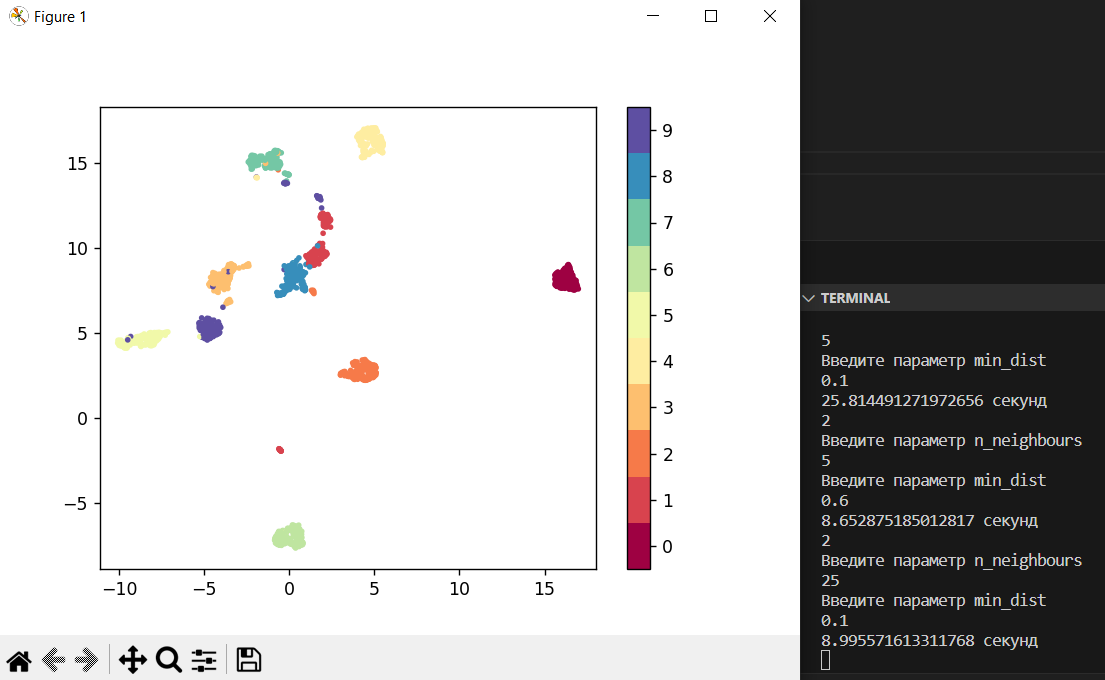 Figure 1
15
10
5
0
−5
−10
−5
0
5
10
15
9
8
7
6
5
4
3
2
1
0
TERMINAL
5
Введите параметр min_dist
0.1
25.814491271972656 секунд
2
Введите параметр n_neighbours
5
Введите параметр min_dist
0.6
8.652875185012817 секунд
2
Введите параметр n_neighbours
25
Введите параметр min_dist
0.1
8.995571613311768 секунд